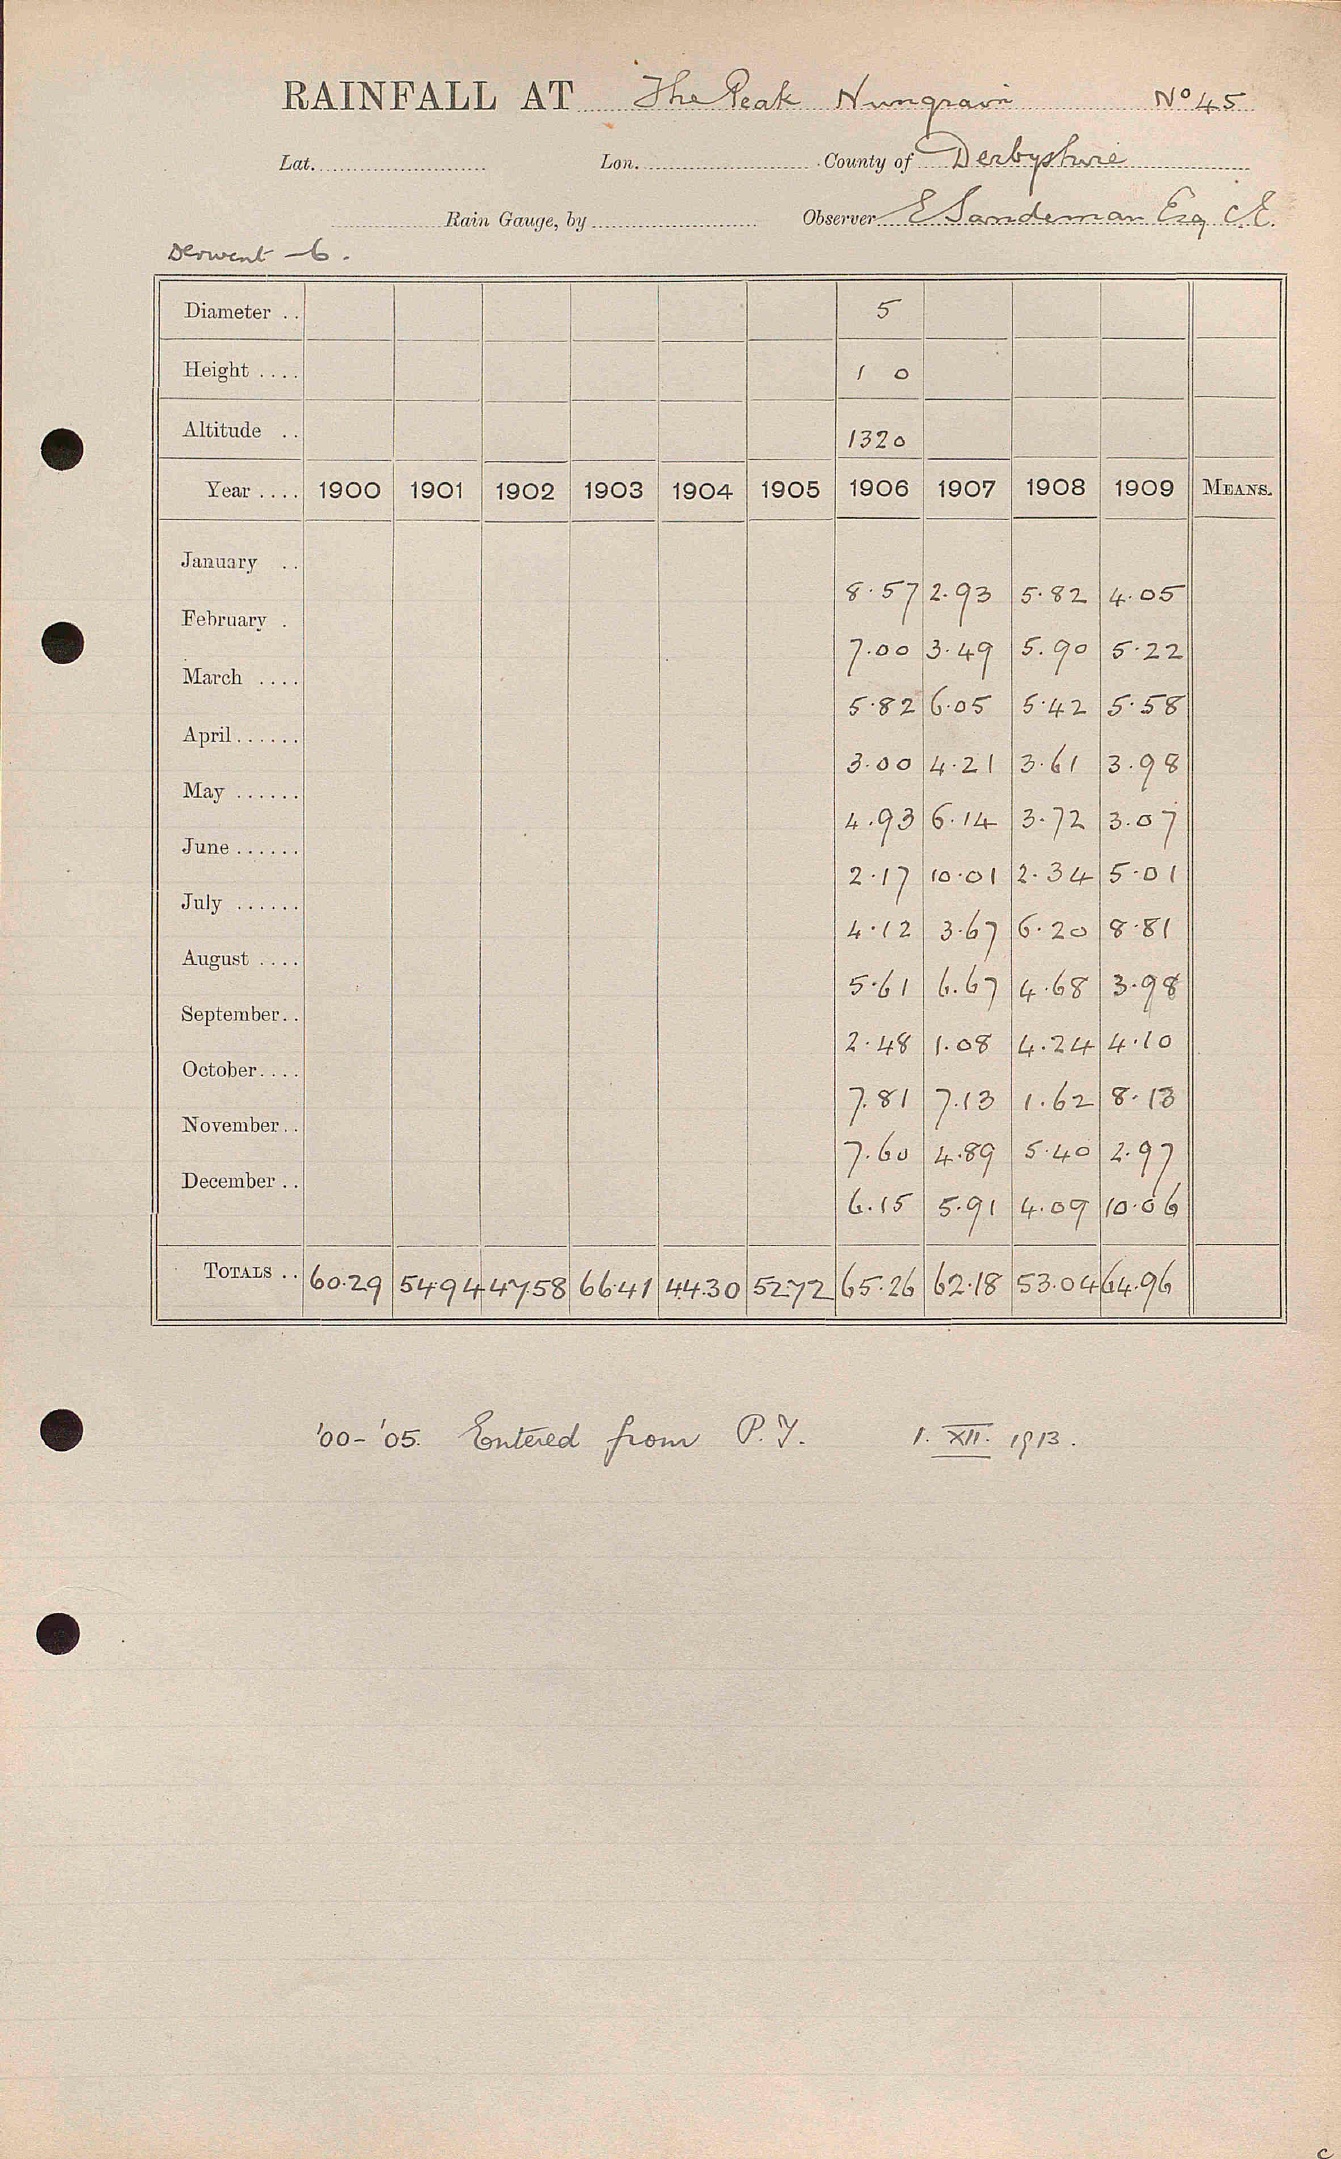 RAINFALL AT The Peak Nungrain No 45
Lat. Lon. County of Derbyshire
Rain Gauge, by Observer E Sandeman Esq C.E.
Derwent - 6.
Diameter .. 5
Height .... 1 0
Altitude .. 1320
Year .... 1900 1901 1902 1903 1904 1905 1906 1907 1908 1909 MEANS.
January .. 8.57 2.93 5.82 4.05
February . 7.00 3.49 5.90 5.22
March .... 5.82 6.05 5.42 5.58
April...... 3.00 4.21 3.61 3.98
May ...... 4.93 6.14 3.72 3.07
June ...... 2.17 10.01 2.34 5.01
July ...... 4.12 3.67 6.20 8.81
August .... 5.61 6.67 4.68 3.98
September.. 2.48 1.08 4.24 4.10
October.... 7.81 7.13 1.62 8.13
November.. 7.60 4.89 5.40 2.97
December .. 6.15 5.91 4.09 10.06
TOTALS .. 60.29 54.94 47.58 66.41 44.30 52.72 65.26 62.18 53.04 64.96
'00-'05. Entered from P.T. 1. XII. 1913.
c